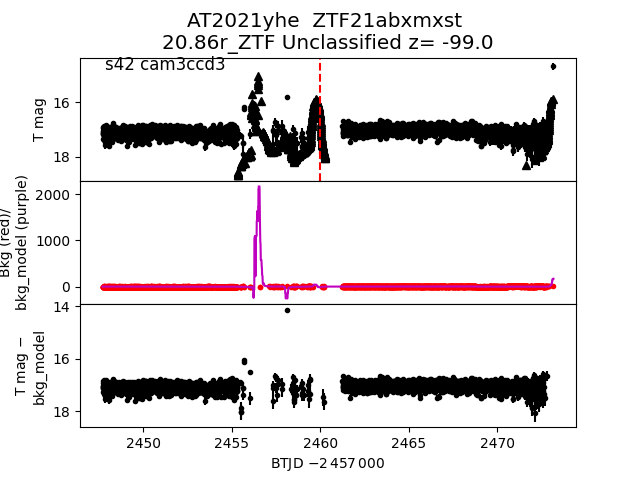 AT2021yhe  ZTF21abxmxst
20.86r_ZTF Unclassified z= -99.0
s42 cam3ccd3
T mag
16
18
Bkg (red)/
bkg_model (purple)
2000
1000
0
T mag −
bkg_model
14
16
18
2450
2455
2460
2465
2470
BTJD −2 457 000